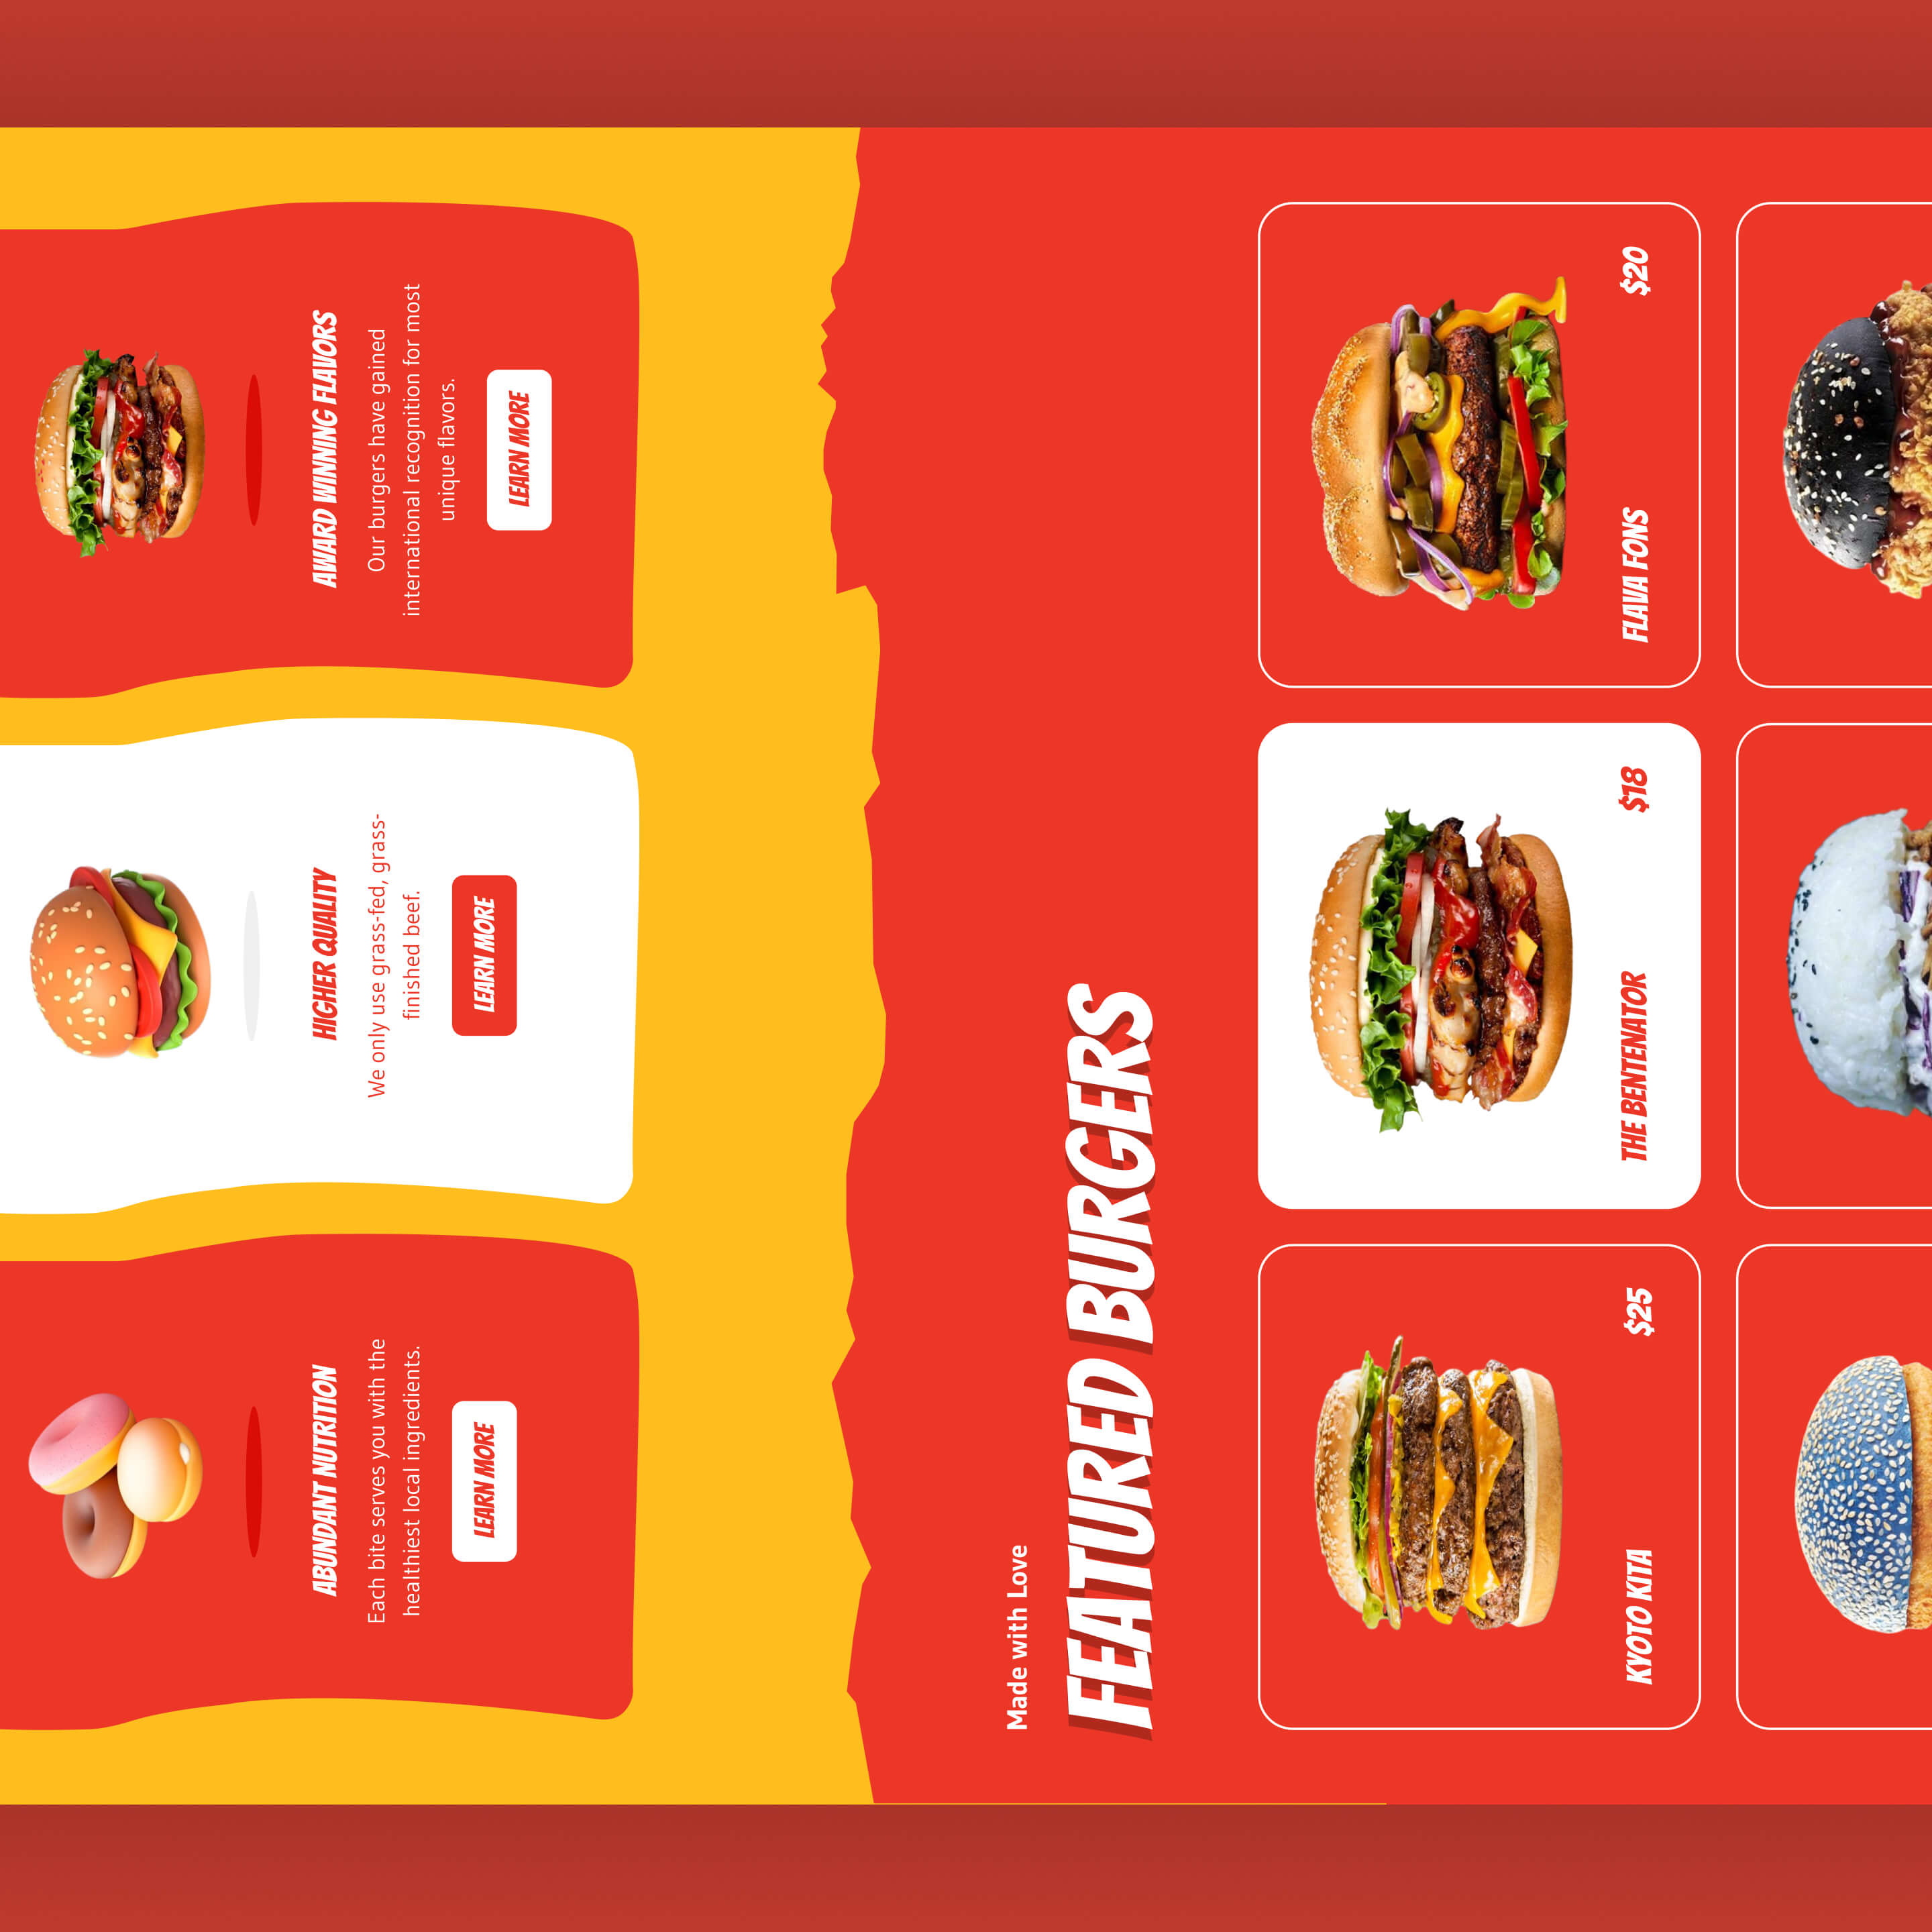 ABUNDANT NUTRITION
Each bite serves you with the
healthiest local ingredients.
LEARN MORE
HIGHER QUALITY
We only use grass-fed, grass-
finished beef.
LEARN MORE
AWARD WINNING FLAVORS
Our burgers have gained
international recognition for most
unique flavors.
LEARN MORE
Made with Love
FEATURED BURGERS
KYOTO KITA $25
THE BENTENATOR $18
FLAVA FONS $20